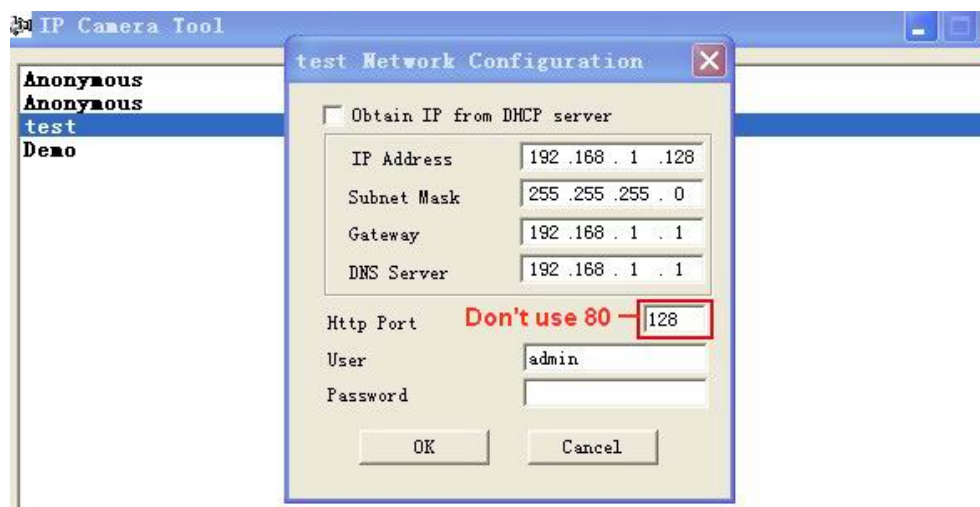 IP Camera Tool
Anonymous
Anonymous
test
Demo
test Network Configuration
Obtain IP from DHCP server
IP Address 192 .168 . 1 .128
Subnet Mask 255 .255 .255 . 0
Gateway 192 .168 . 1 . 1
DNS Server 192 .168 . 1 . 1
Http Port Don't use 80 128
User admin
Password
OK Cancel